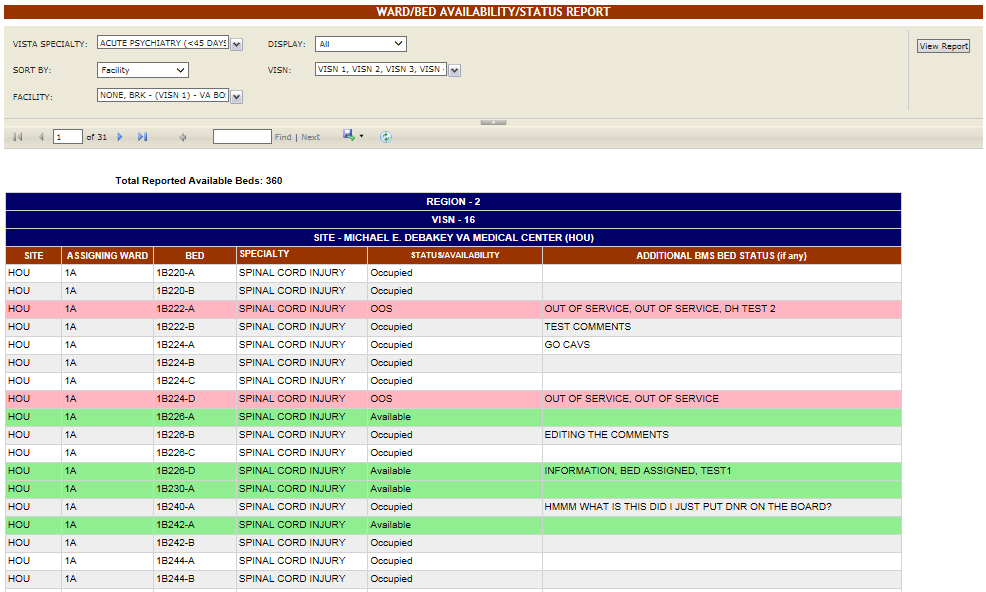 WARD/BED AVAILABILITY/STATUS REPORT
VISTA SPECIALTY: ACUTE PSYCHIATRY (<45 DAYS DISPLAY: All View Report
SORT BY: Facility VISN: VISN 1, VISN 2, VISN 3, VISN
FACILITY: NONE, BRK - (VISN 1) - VA BO
1 of 31 Find | Next
Total Reported Available Beds: 360
REGION - 2
VISN - 16
SITE - MICHAEL E. DEBAKEY VA MEDICAL CENTER (HOU)
SITE ASSIGNING WARD BED SPECIALTY STATUS/AVAILABILITY ADDITIONAL BMS BED STATUS (if any)
HOU 1A 1B220-A SPINAL CORD INJURY Occupied
HOU 1A 1B220-B SPINAL CORD INJURY Occupied
HOU 1A 1B222-A SPINAL CORD INJURY OOS OUT OF SERVICE, OUT OF SERVICE, DH TEST 2
HOU 1A 1B222-B SPINAL CORD INJURY Occupied TEST COMMENTS
HOU 1A 1B224-A SPINAL CORD INJURY Occupied GO CAVS
HOU 1A 1B224-B SPINAL CORD INJURY Occupied
HOU 1A 1B224-C SPINAL CORD INJURY Occupied
HOU 1A 1B224-D SPINAL CORD INJURY OOS OUT OF SERVICE, OUT OF SERVICE
HOU 1A 1B226-A SPINAL CORD INJURY Available
HOU 1A 1B226-B SPINAL CORD INJURY Occupied EDITING THE COMMENTS
HOU 1A 1B226-C SPINAL CORD INJURY Occupied
HOU 1A 1B226-D SPINAL CORD INJURY Available INFORMATION, BED ASSIGNED, TEST1
HOU 1A 1B230-A SPINAL CORD INJURY Available
HOU 1A 1B240-A SPINAL CORD INJURY Occupied HMMM WHAT IS THIS DID I JUST PUT DNR ON THE BOARD?
HOU 1A 1B242-A SPINAL CORD INJURY Available
HOU 1A 1B242-B SPINAL CORD INJURY Occupied
HOU 1A 1B244-A SPINAL CORD INJURY Occupied
HOU 1A 1B244-B SPINAL CORD INJURY Occupied